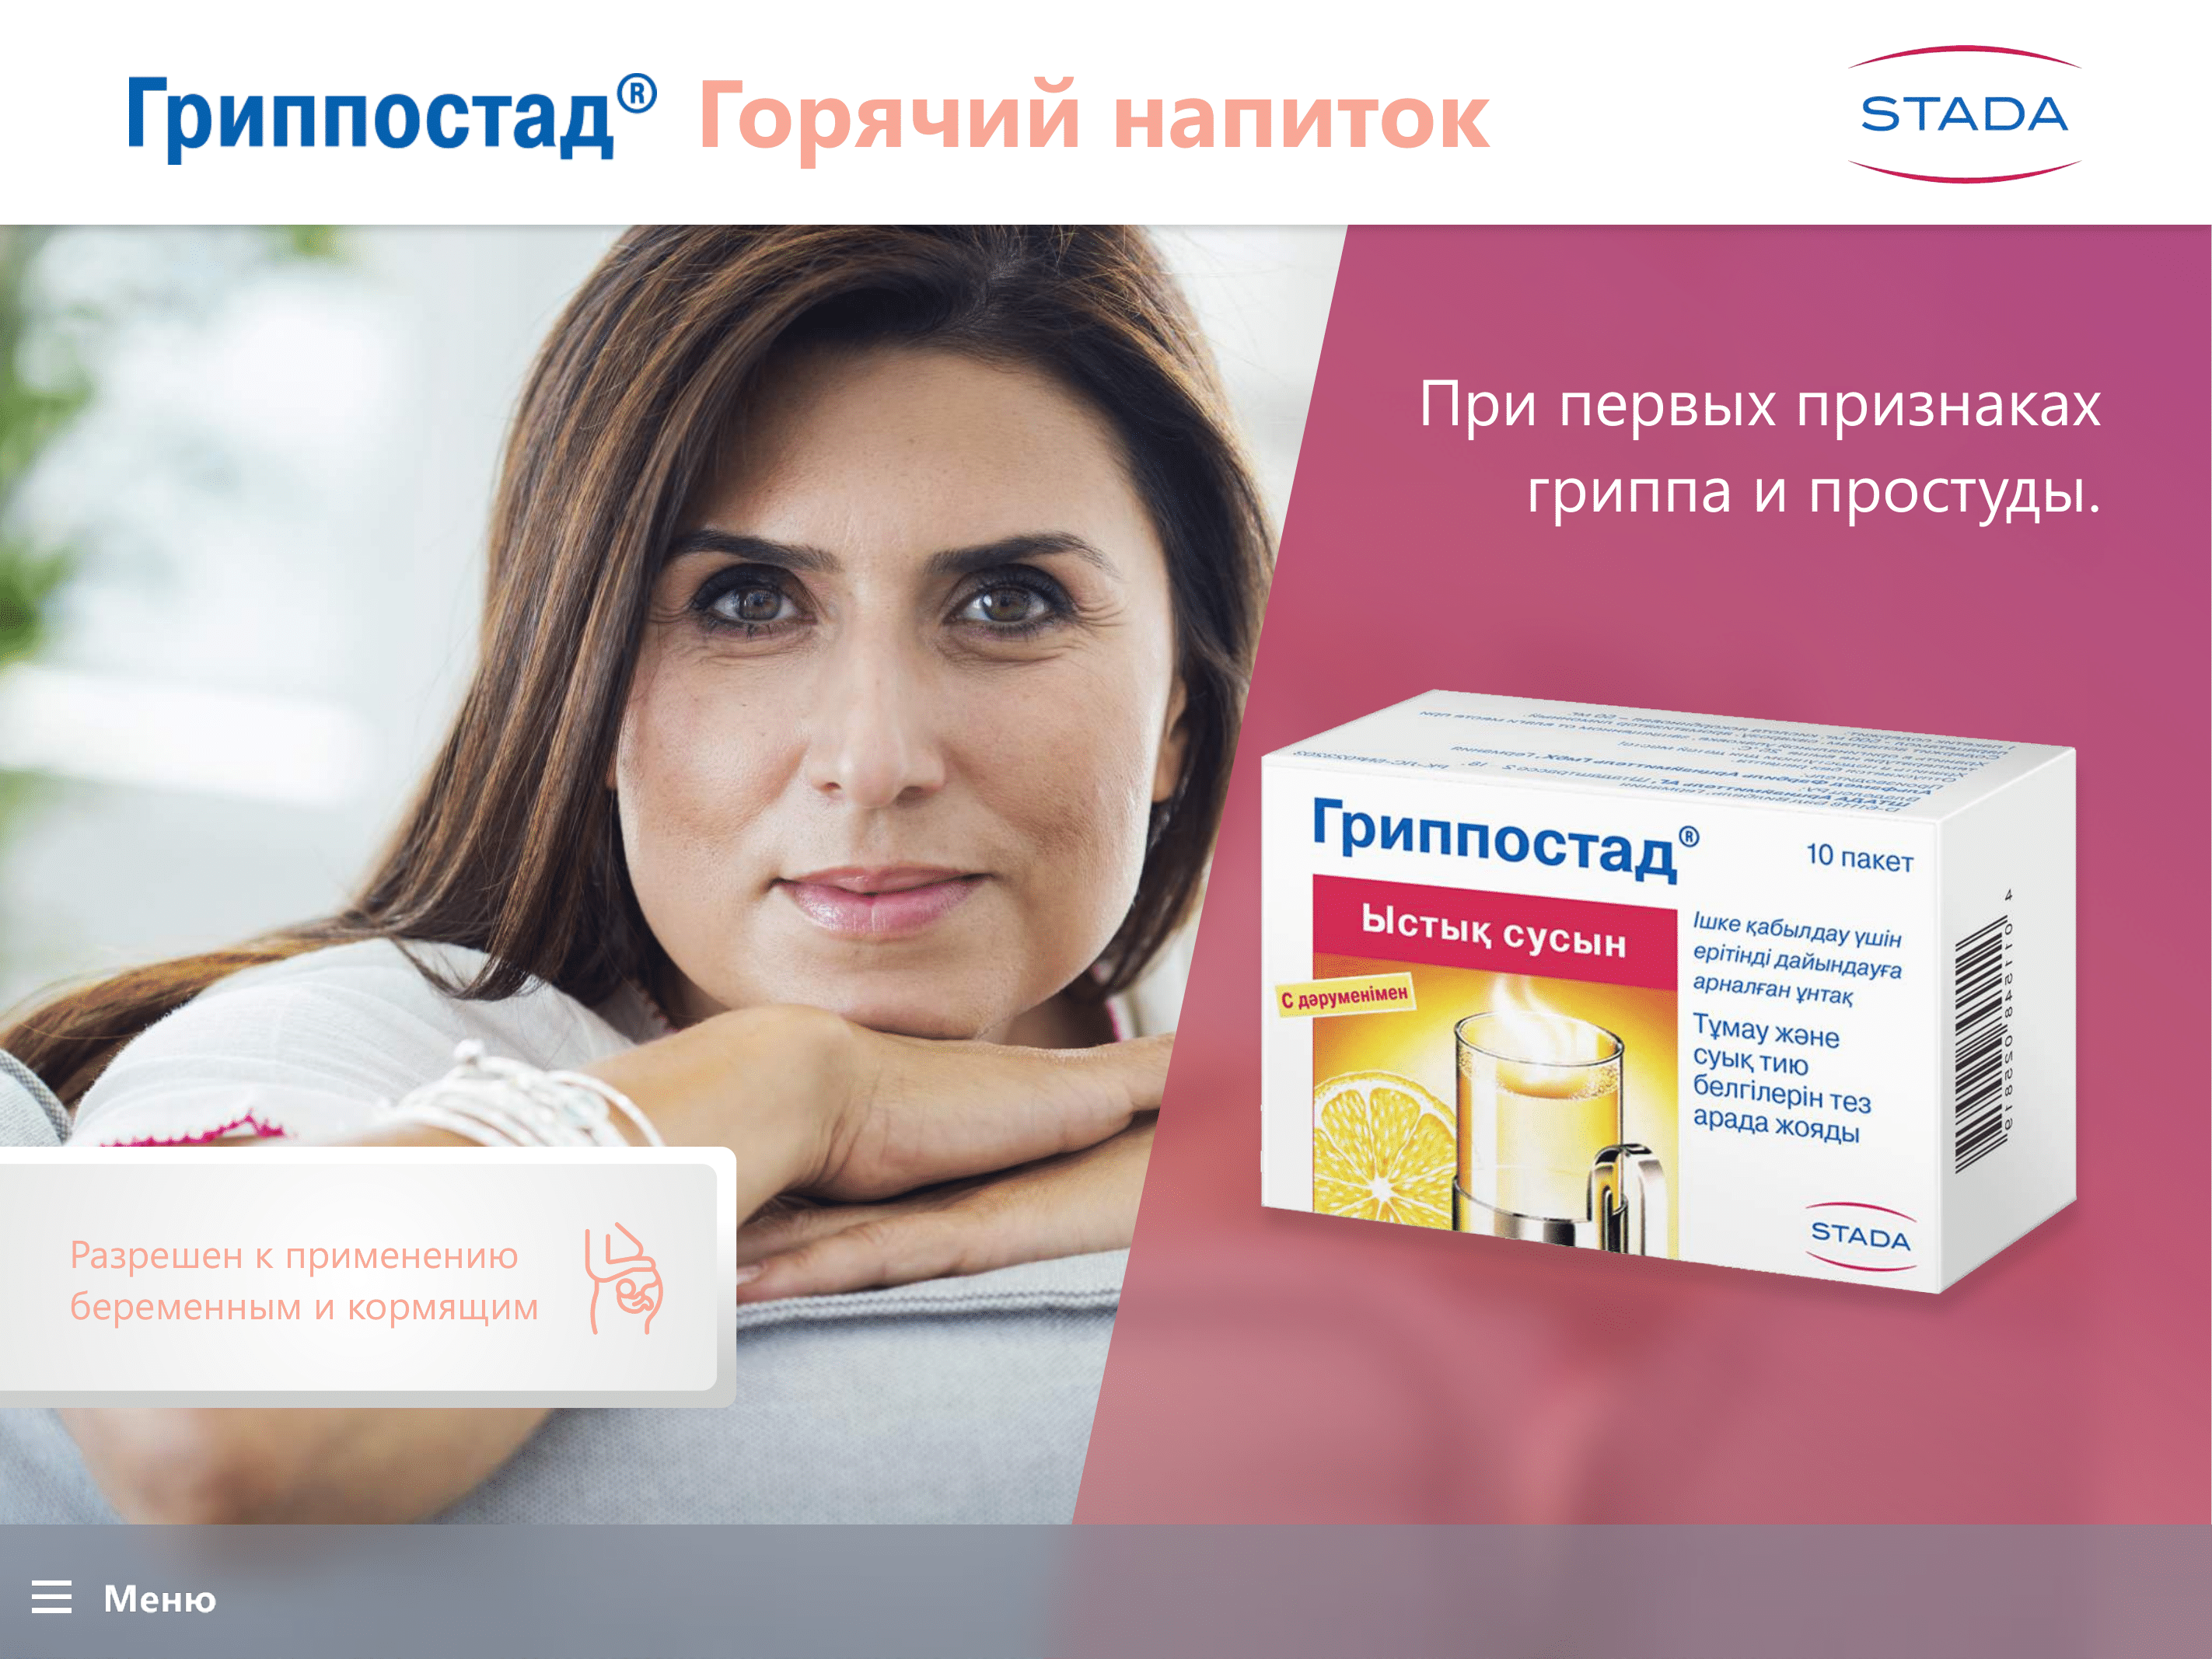 Гриппостад® Горячий напиток
STADA
При первых признаках
гриппа и простуды.
Гриппостад®
10 пакет
Ыстық сусын
С дәруменімен
Ішке қабылдау үшін
ерітінді дайындауға
арналған ұнтақ
Тұмау және
суық тию
белгілерін тез
арада жояды
STADA
Разрешен к применению
беременным и кормящим
Меню